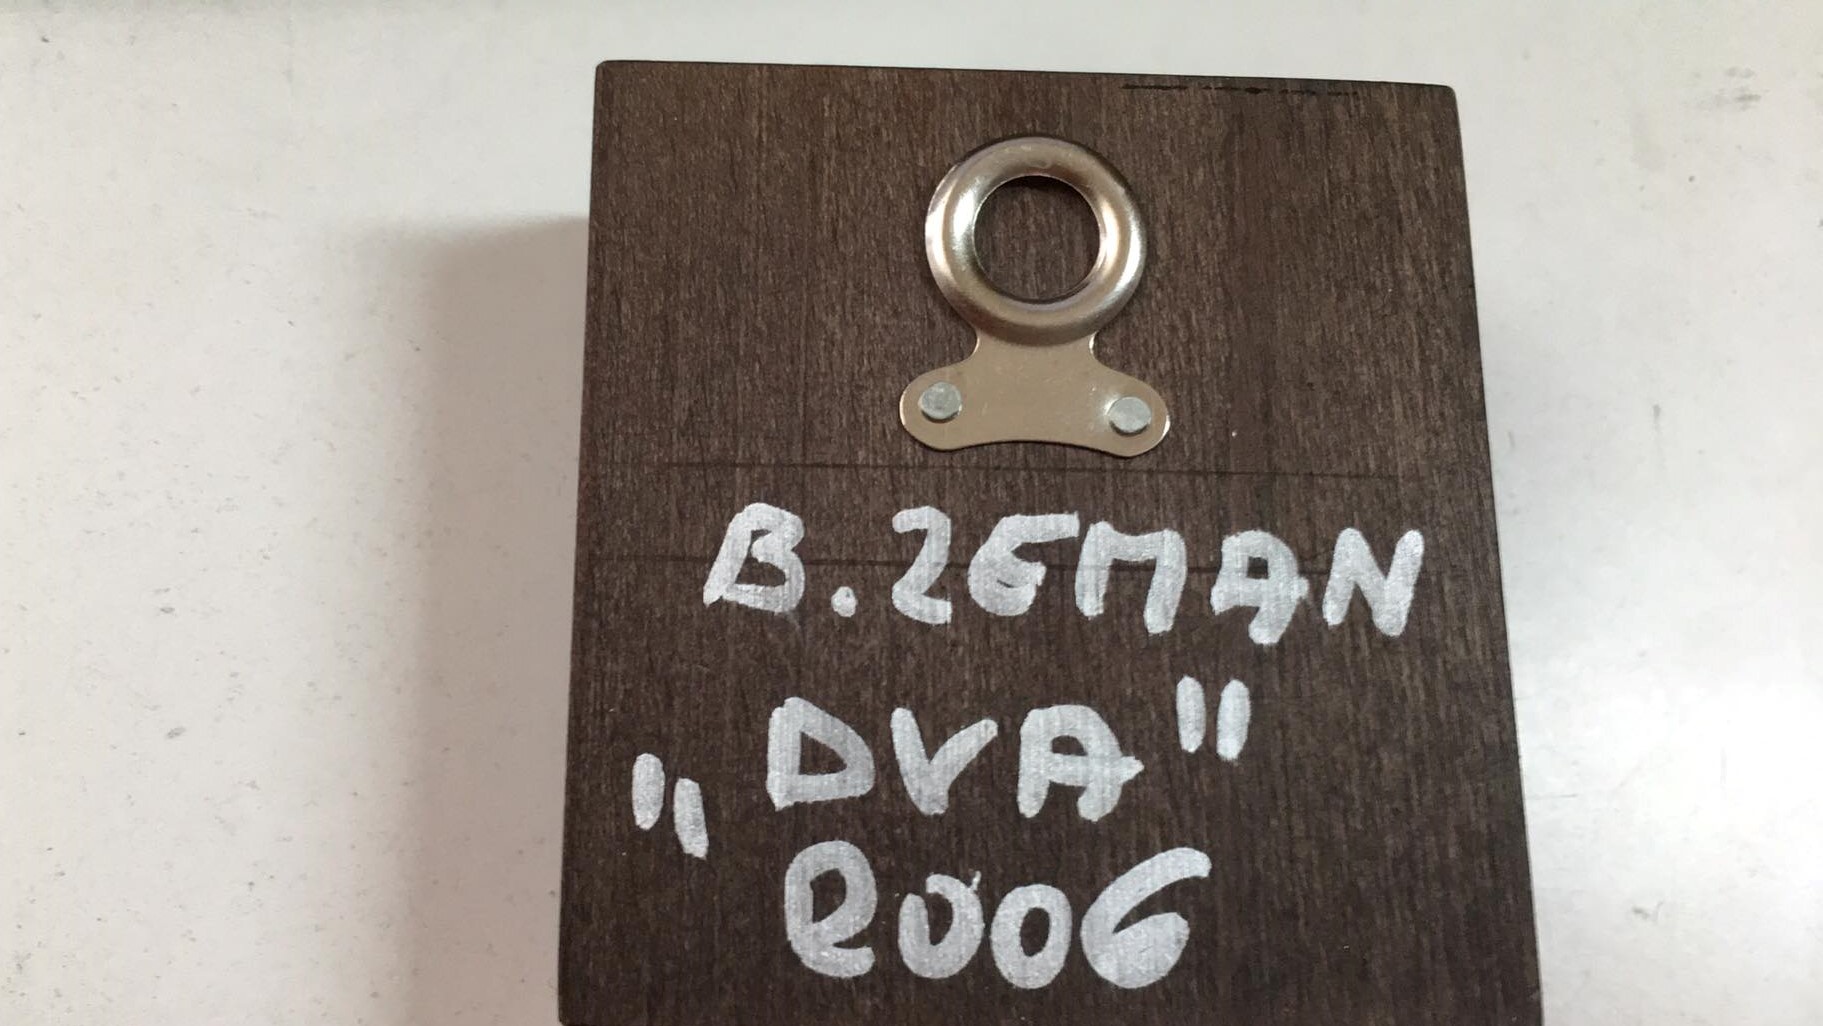 B. ZEMAN
„DVA"
2006